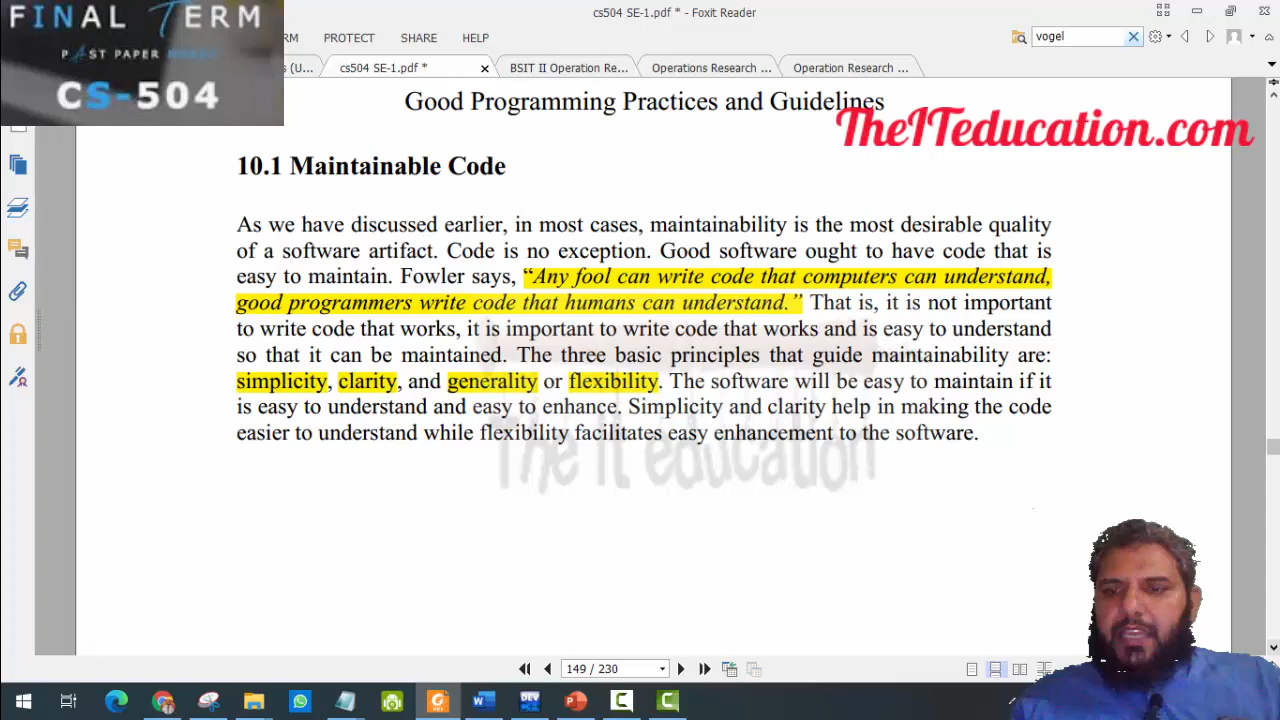 FINAL TERM
PAST PAPER
CS-504
cs504 SE-1.pdf * - Foxit Reader
RM PROTECT SHARE HELP
vogel
s (U... cs504 SE-1.pdf * BSIT II Operation Re... Operations Research ... Operation Research ...
Good Programming Practices and Guidelines
TheITeducation.com
10.1 Maintainable Code
As we have discussed earlier, in most cases, maintainability is the most desirable quality
of a software artifact. Code is no exception. Good software ought to have code that is
easy to maintain. Fowler says, “Any fool can write code that computers can understand,
good programmers write code that humans can understand.” That is, it is not important
to write code that works, it is important to write code that works and is easy to understand
so that it can be maintained. The three basic principles that guide maintainability are:
simplicity, clarity, and generality or flexibility. The software will be easy to maintain if it
is easy to understand and easy to enhance. Simplicity and clarity help in making the code
easier to understand while flexibility facilitates easy enhancement to the software.
The IT education
149 / 230